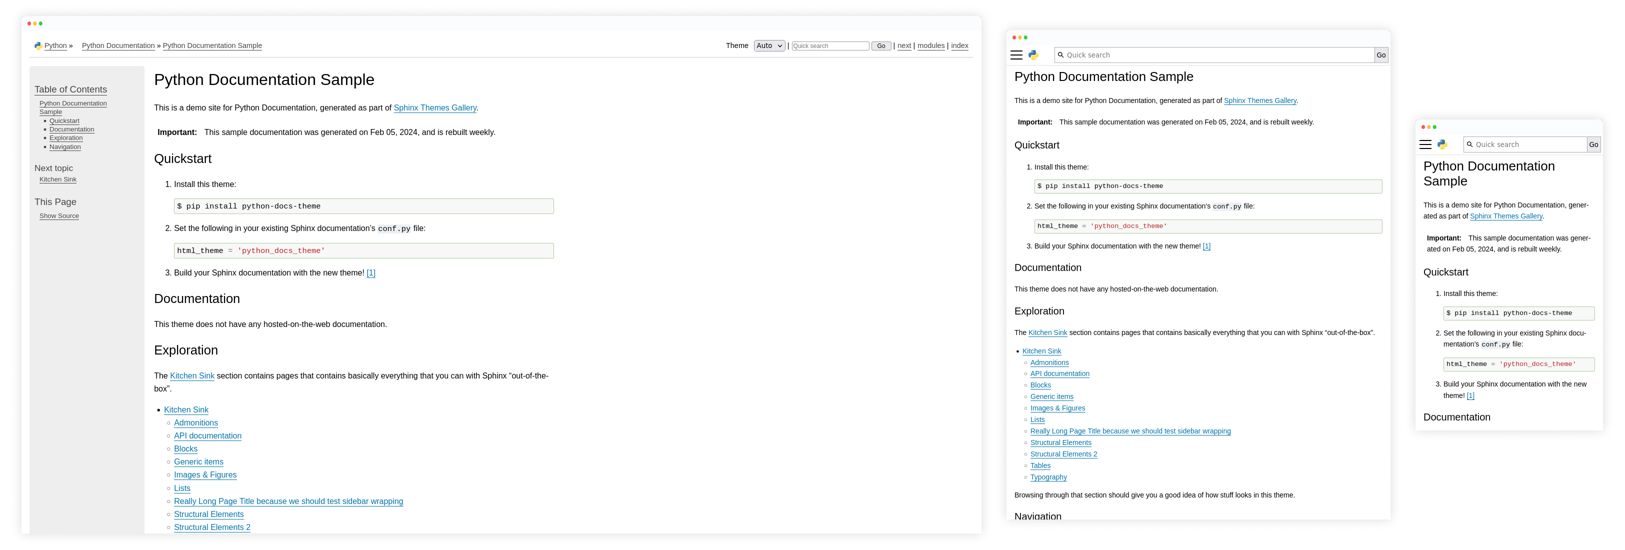 Python » Python Documentation » Python Documentation Sample
Theme Auto | Quick search Go | next | modules | index
Table of Contents
Python Documentation
Sample
Quickstart
Documentation
Exploration
Navigation
Next topic
Kitchen Sink
This Page
Show Source
Python Documentation Sample
This is a demo site for Python Documentation, generated as part of Sphinx Themes Gallery.
Important: This sample documentation was generated on Feb 05, 2024, and is rebuilt weekly.
Quickstart
1. Install this theme:
$ pip install python-docs-theme
2. Set the following in your existing Sphinx documentation's conf.py file:
html_theme = 'python_docs_theme'
3. Build your Sphinx documentation with the new theme! [1]
Documentation
This theme does not have any hosted-on-the-web documentation.
Exploration
The Kitchen Sink section contains pages that contains basically everything that you can with Sphinx “out-of-the-
box”.
Kitchen Sink
Admonitions
API documentation
Blocks
Generic items
Images & Figures
Lists
Really Long Page Title because we should test sidebar wrapping
Structural Elements
Structural Elements 2
Quick search Go
Python Documentation Sample
This is a demo site for Python Documentation, generated as part of Sphinx Themes Gallery.
Important: This sample documentation was generated on Feb 05, 2024, and is rebuilt weekly.
Quickstart
1. Install this theme:
$ pip install python-docs-theme
2. Set the following in your existing Sphinx documentation's conf.py file:
html_theme = 'python_docs_theme'
3. Build your Sphinx documentation with the new theme! [1]
Documentation
This theme does not have any hosted-on-the-web documentation.
Exploration
The Kitchen Sink section contains pages that contains basically everything that you can with Sphinx “out-of-the-box”.
Kitchen Sink
Admonitions
API documentation
Blocks
Generic items
Images & Figures
Lists
Really Long Page Title because we should test sidebar wrapping
Structural Elements
Structural Elements 2
Tables
Typography
Browsing through that section should give you a good idea of how stuff looks in this theme.
Navigation
Quick search Go
Python Documentation
Sample
This is a demo site for Python Documentation, gener-
ated as part of Sphinx Themes Gallery.
Important: This sample documentation was gener-
ated on Feb 05, 2024, and is rebuilt weekly.
Quickstart
1. Install this theme:
$ pip install python-docs-theme
2. Set the following in your existing Sphinx docu-
mentation's conf.py file:
html_theme = 'python_docs_theme'
3. Build your Sphinx documentation with the new
theme! [1]
Documentation